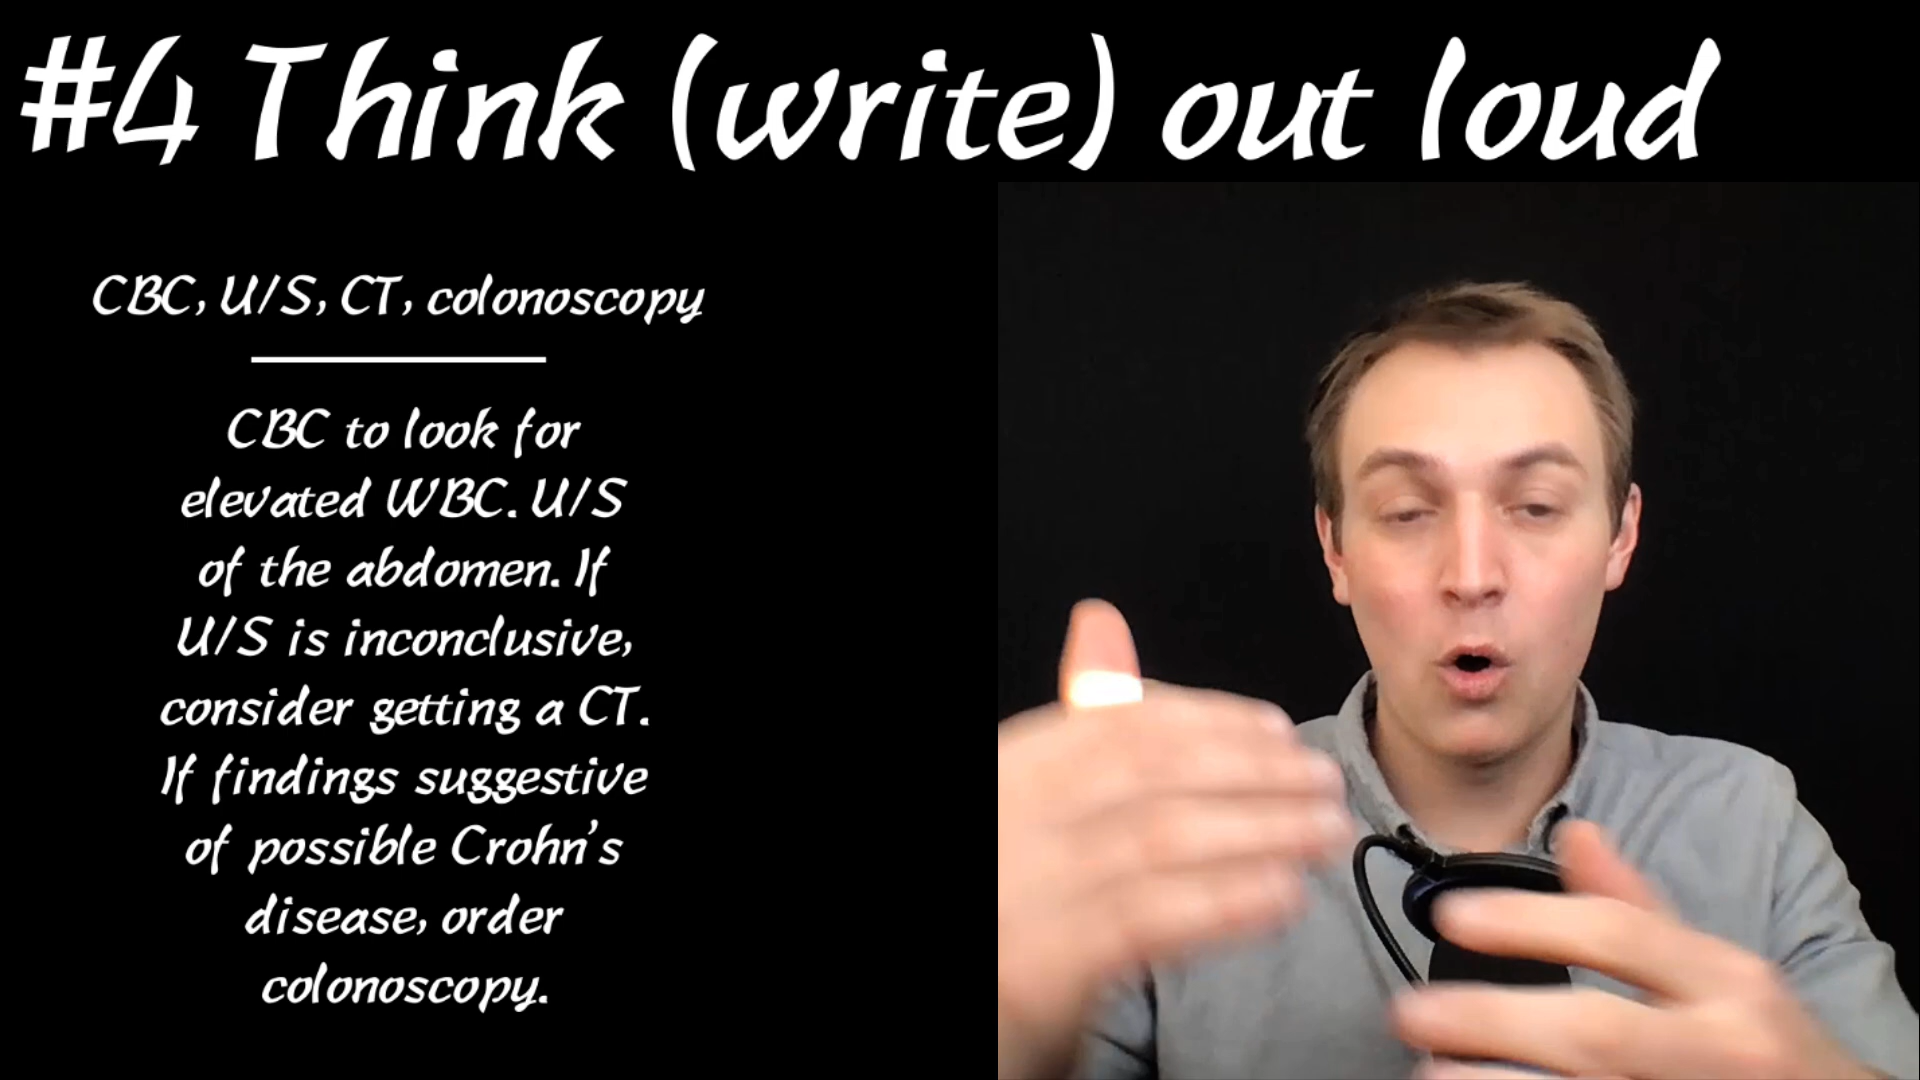 #4 Think (write) out loud
CBC, U/S, CT, colonoscopy
CBC to look for
elevated WBC. U/S
of the abdomen. If
U/S is inconclusive,
consider getting a CT.
If findings suggestive
of possible Crohn's
disease, order
colonoscopy.